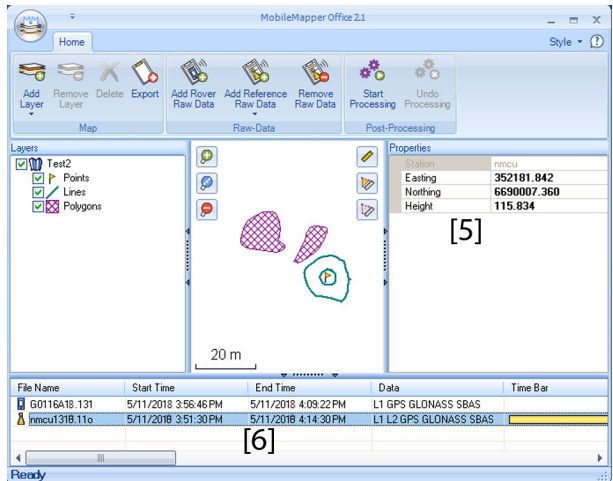 MobileMapper Office 2.1
MM
Home
Style
Add Layer
Remove Layer
Delete
Export
Add Rover Raw Data
Add Reference Raw Data
Remove Raw Data
Start Processing
Undo Processing
Map
Raw-Data
Post-Processing
Layers
Properties
Test2
Points
Lines
Polygons
Station nmcu
Easting 352181.842
Northing 6690007.360
Height 115.834
[5]
20 m
File Name Start Time End Time Data Time Bar
G0116A18.131 5/11/2018 3:56:46 PM 5/11/2018 4:09:22 PM L1 GPS GLONASS SBAS
nmcu1318.11o 5/11/2018 3:51:30 PM 5/11/2018 4:14:30 PM L1 L2 GPS GLONASS SBAS
[6]
Ready